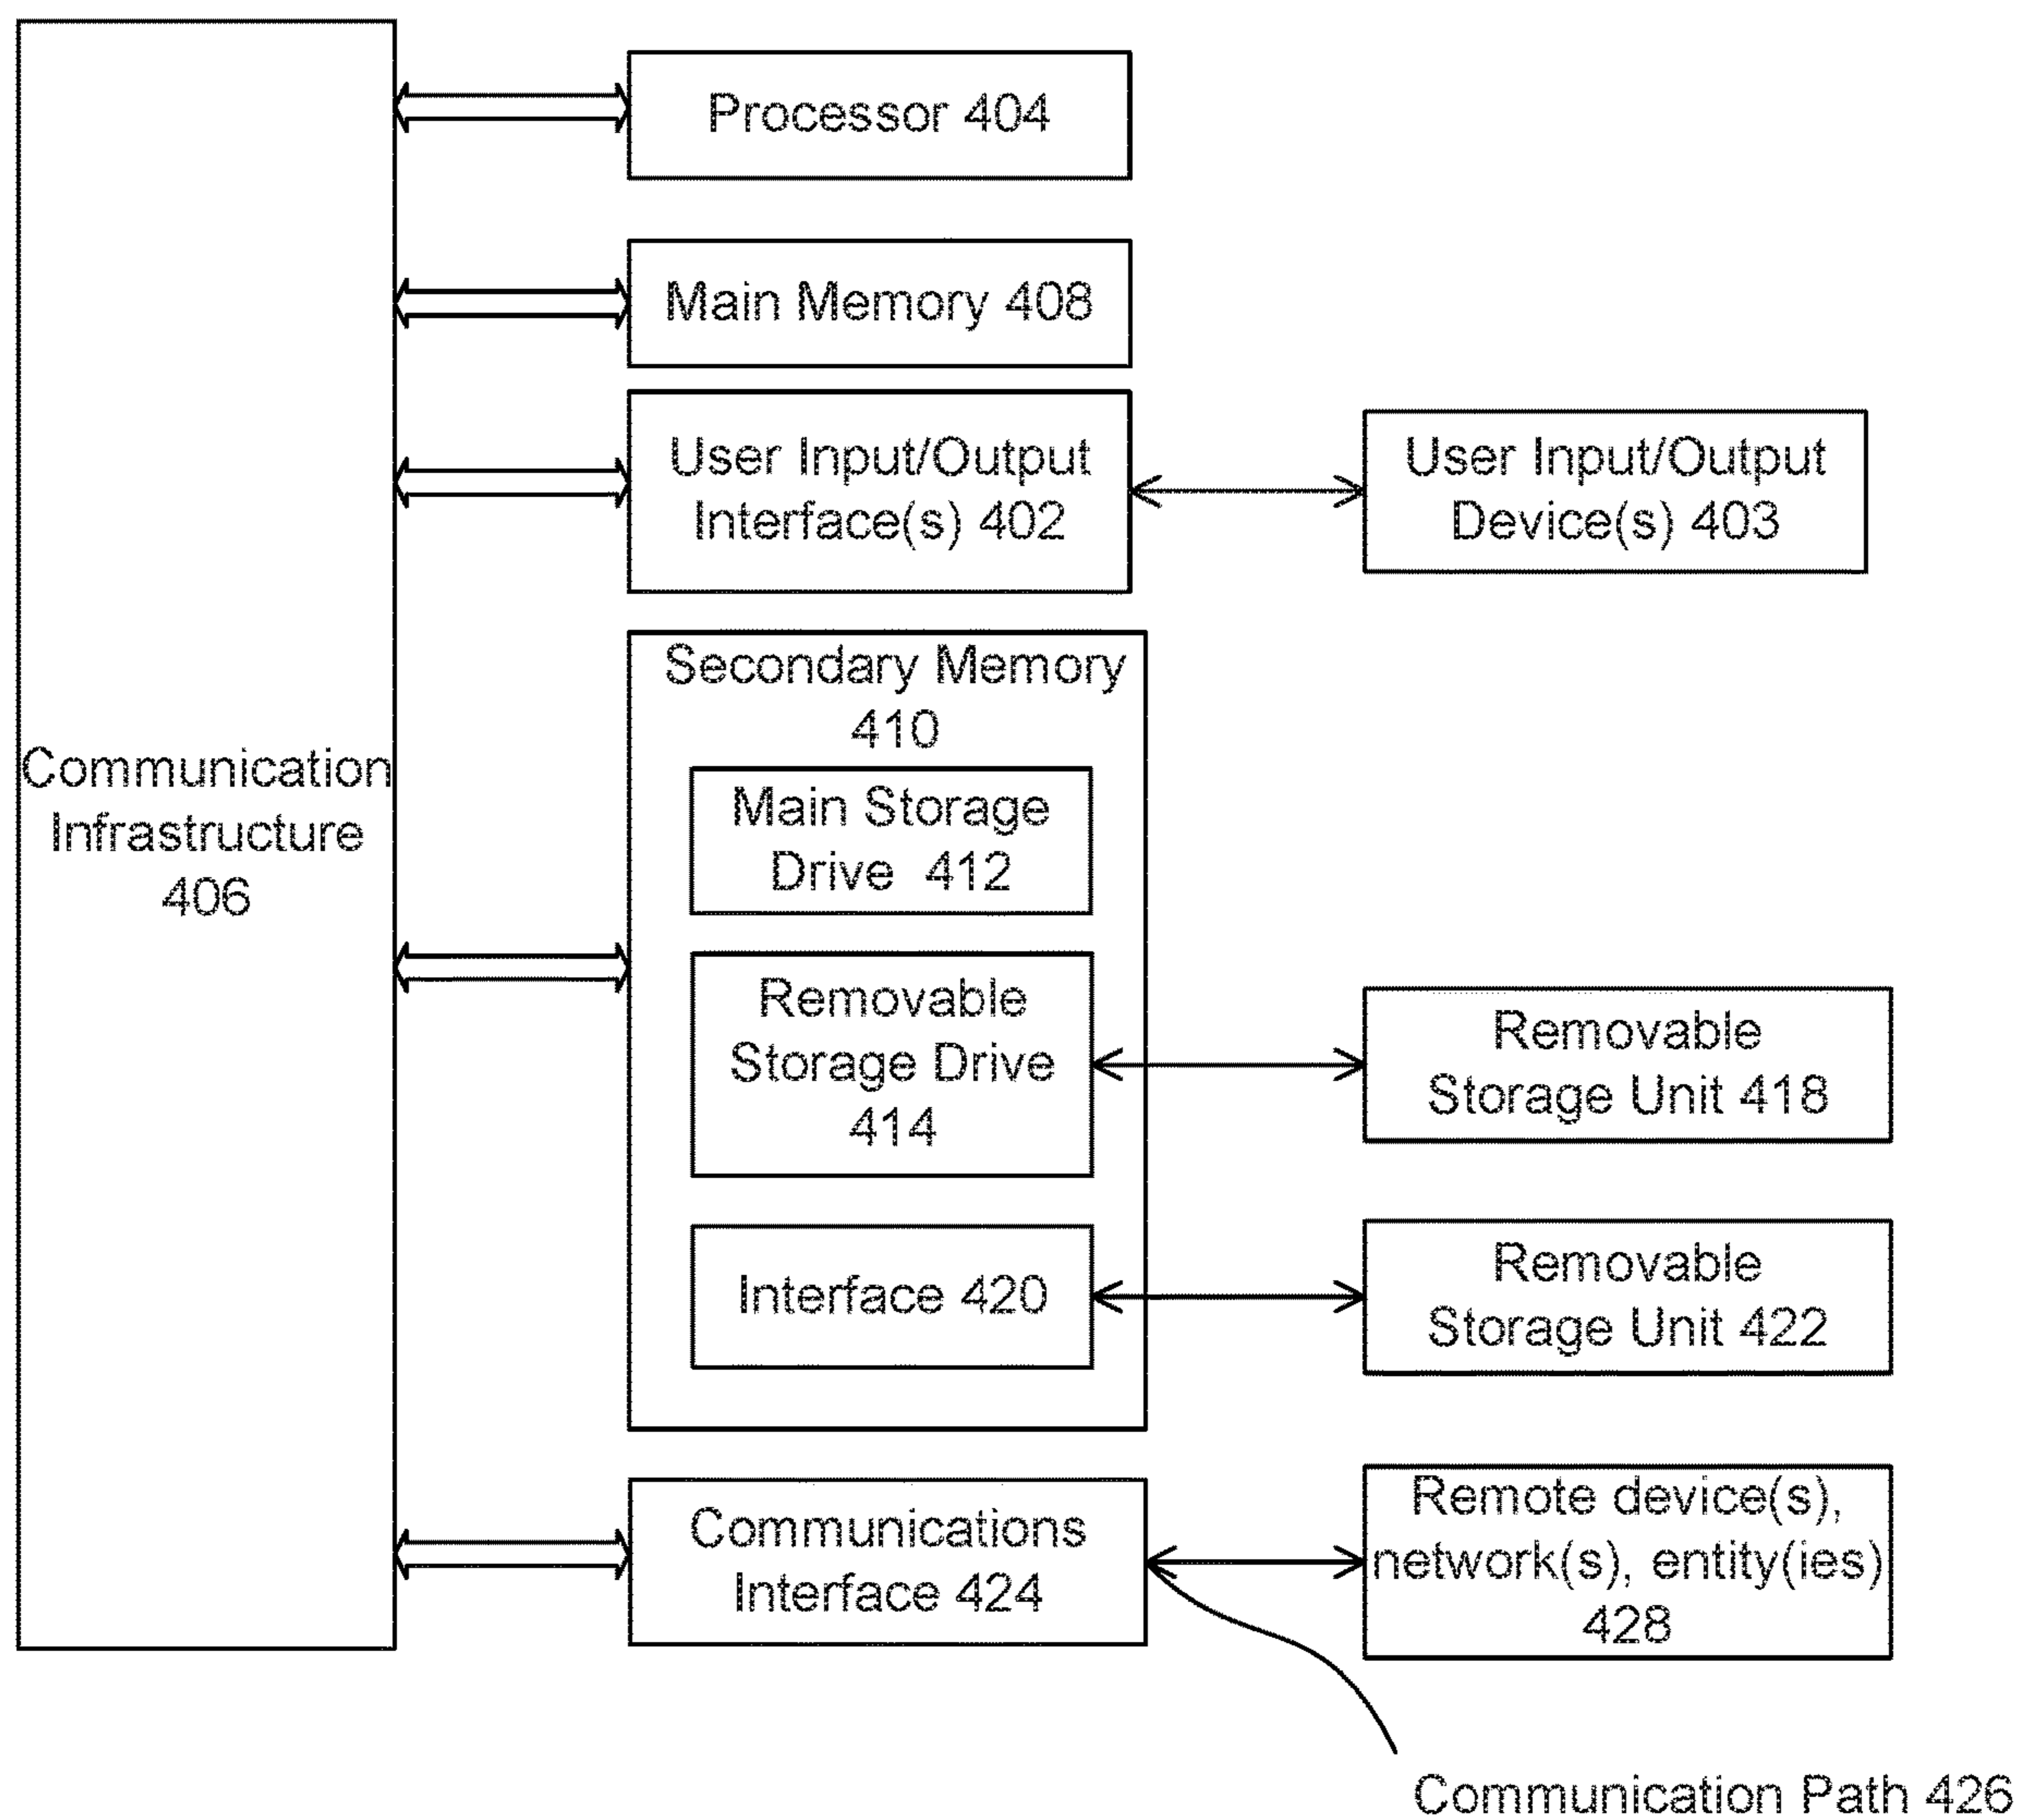 Processor 404
Main Memory 408
User Input/Output
Interface(s) 402
User Input/Output
Device(s) 403
Communication
Infrastructure
406
Secondary Memory
410
Main Storage
Drive 412
Removable
Storage Drive
414
Removable
Storage Unit 418
Interface 420
Removable
Storage Unit 422
Communications
Interface 424
Remote device(s),
network(s), entity(ies)
428
Communication Path 426